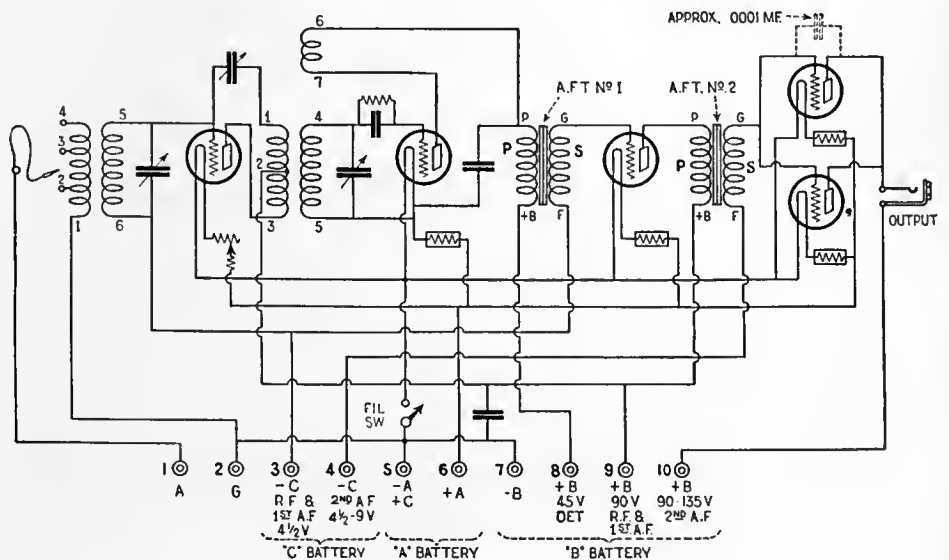 APPROX. .0001 ME
6
7
A.F.T. Nº 1
A.F.T. Nº 2
4
3
2
1
5
6
1
2
3
4
5
P
G
P
S
+B
F
P
G
P
S
+B
F
OUTPUT
FIL
SW
1
A
2
G
3
-C
R.F. &
1ST A.F
4½V
4
-C
2ND A.F
4½-9V
5
-A
+C
6
+A
7
-B
8
+B
45V
DET
9
+B
90V
R.F. &
1ST A.F.
10
+B
90-135V
2ND A.F
"C" BATTERY
"A" BATTERY
"B" BATTERY